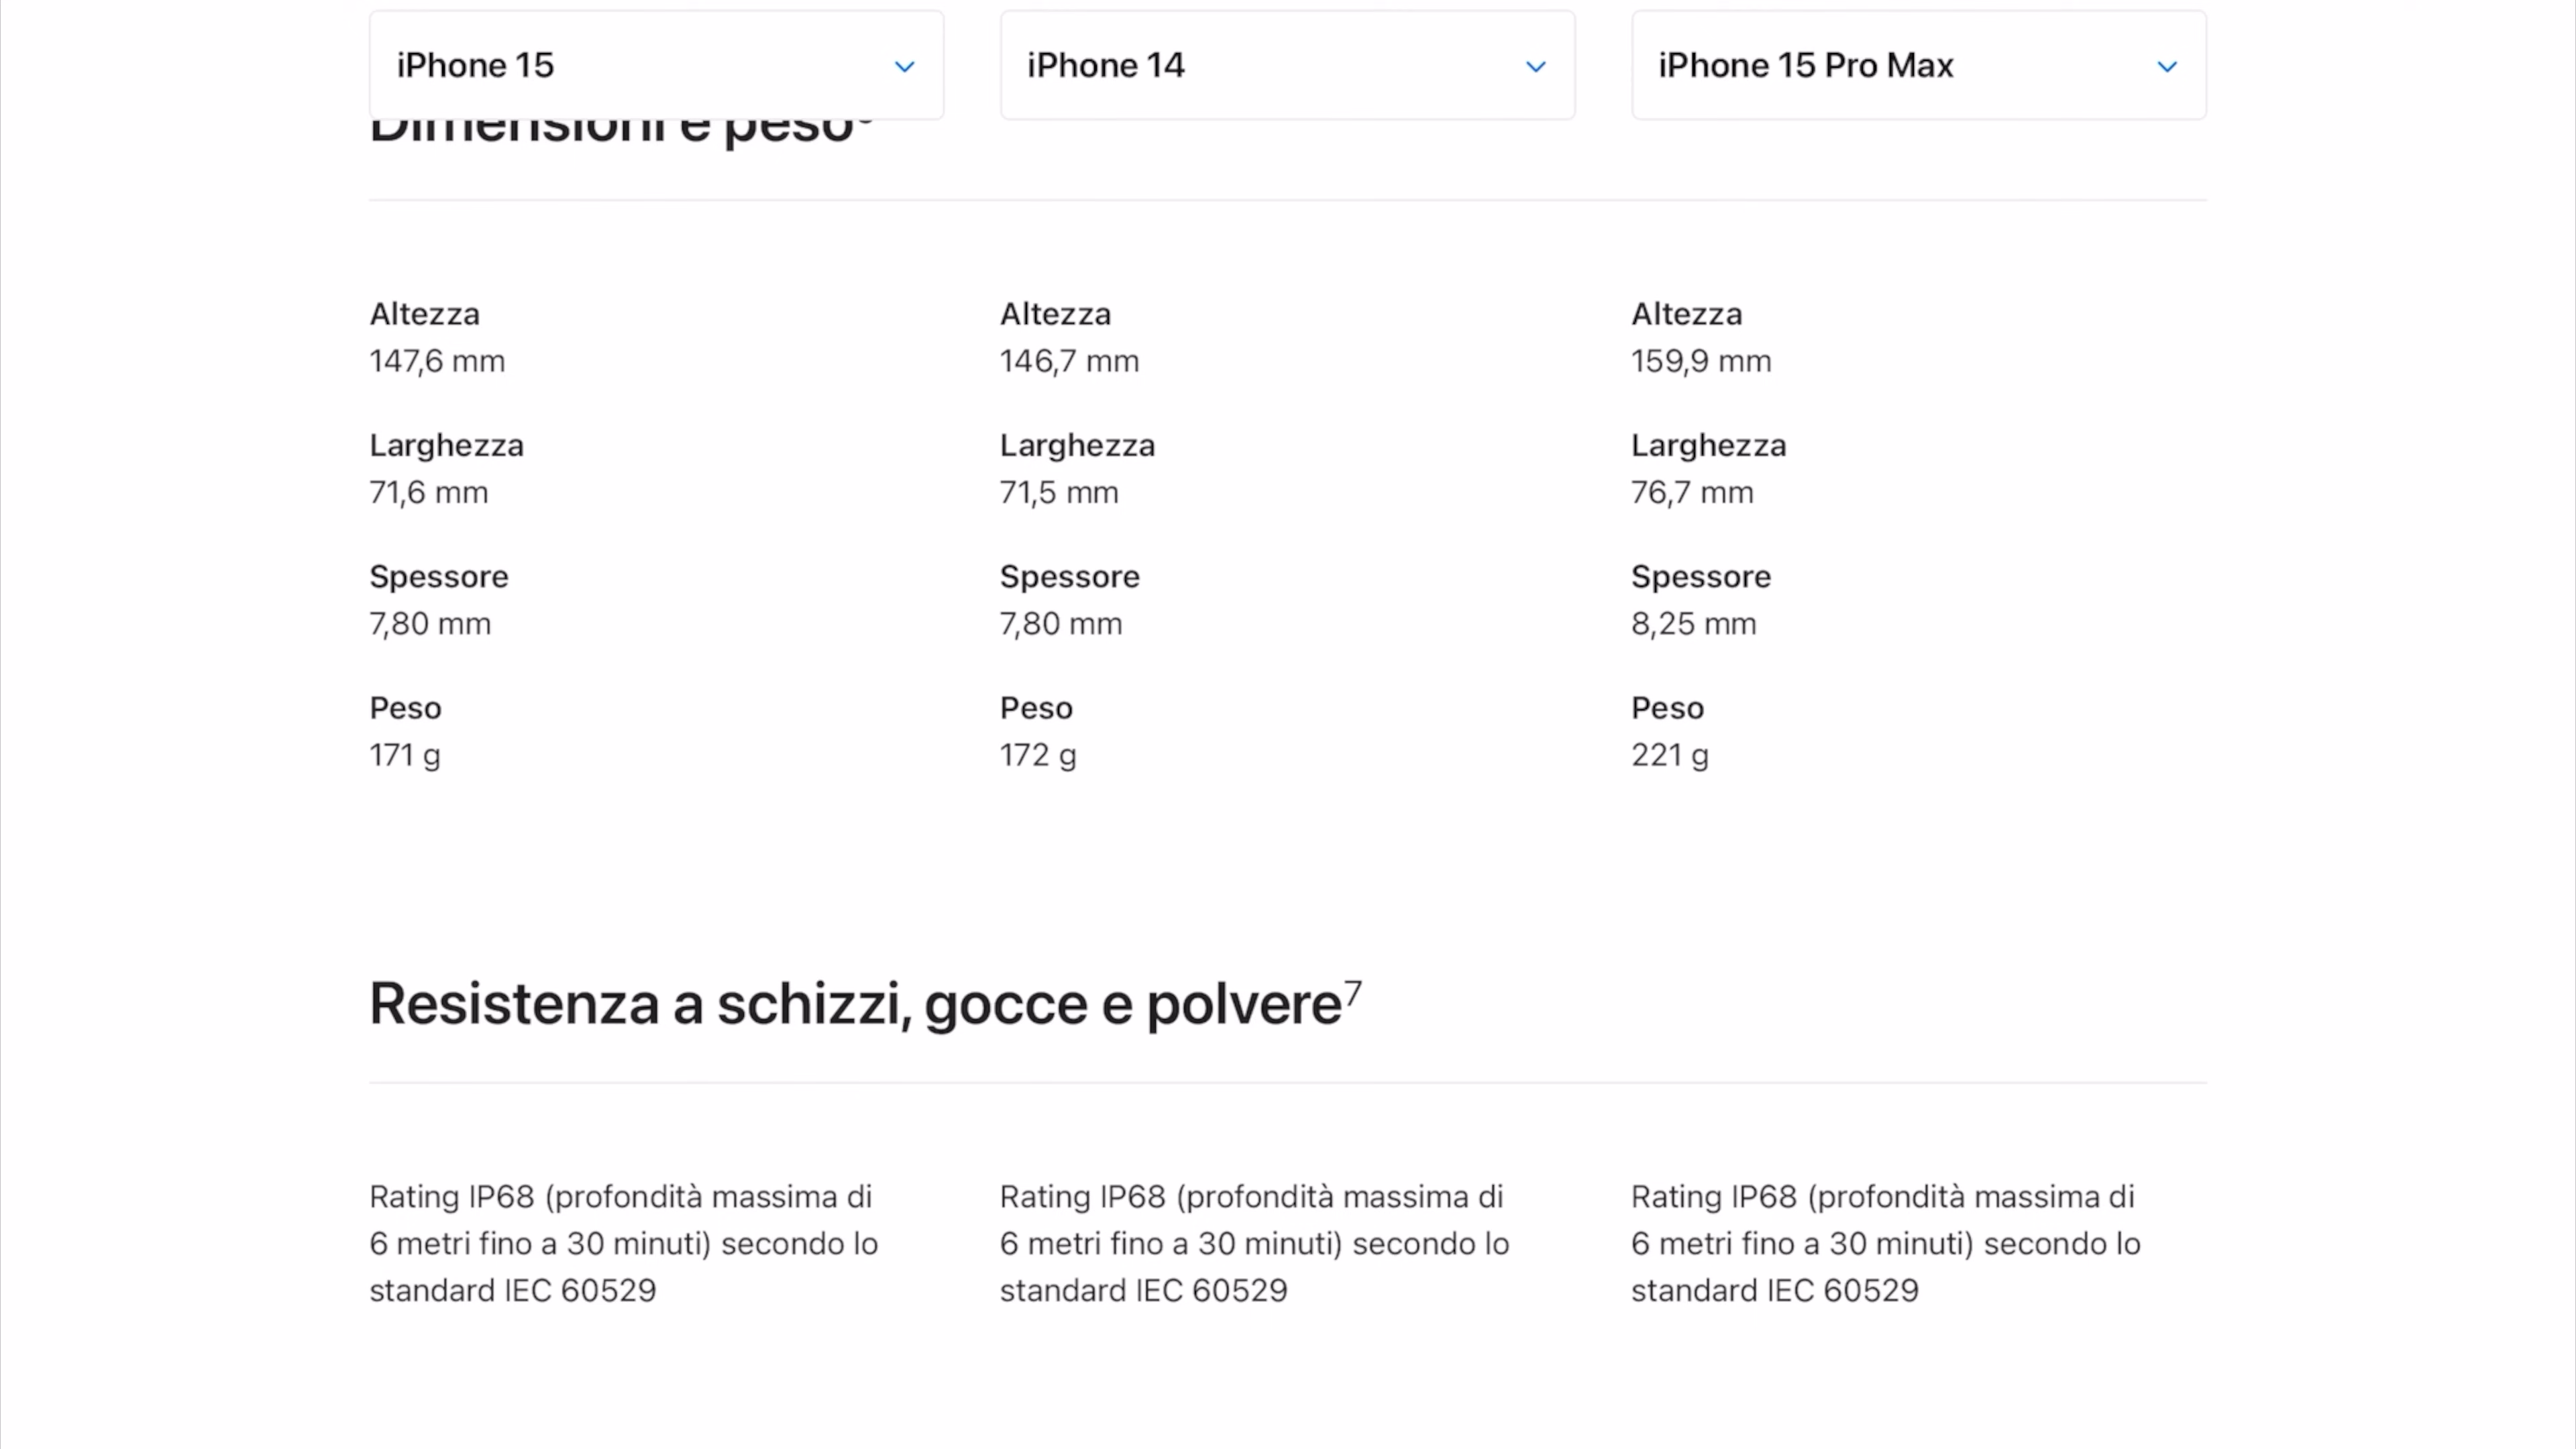 iPhone 15
iPhone 14
iPhone 15 Pro Max
Dimensioni e peso
Altezza
147,6 mm
Larghezza
71,6 mm
Spessore
7,80 mm
Peso
171 g
Altezza
146,7 mm
Larghezza
71,5 mm
Spessore
7,80 mm
Peso
172 g
Altezza
159,9 mm
Larghezza
76,7 mm
Spessore
8,25 mm
Peso
221 g
Resistenza a schizzi, gocce e polvere⁷
Rating IP68 (profondità massima di
6 metri fino a 30 minuti) secondo lo
standard IEC 60529
Rating IP68 (profondità massima di
6 metri fino a 30 minuti) secondo lo
standard IEC 60529
Rating IP68 (profondità massima di
6 metri fino a 30 minuti) secondo lo
standard IEC 60529